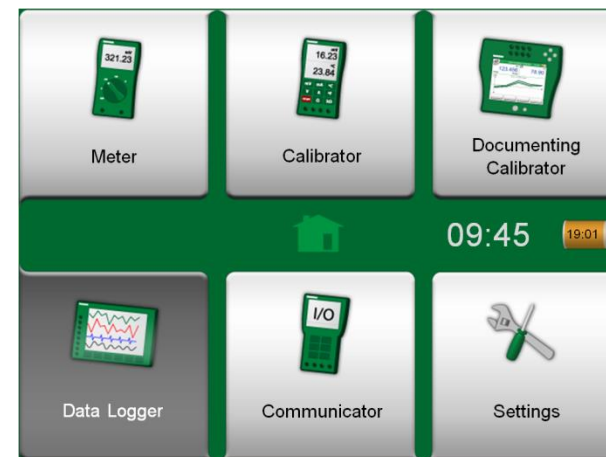 321.23
16.23
23.84
Meter
Calibrator
Documenting
Calibrator
09:45
19:01
I/O
Data Logger
Communicator
Settings